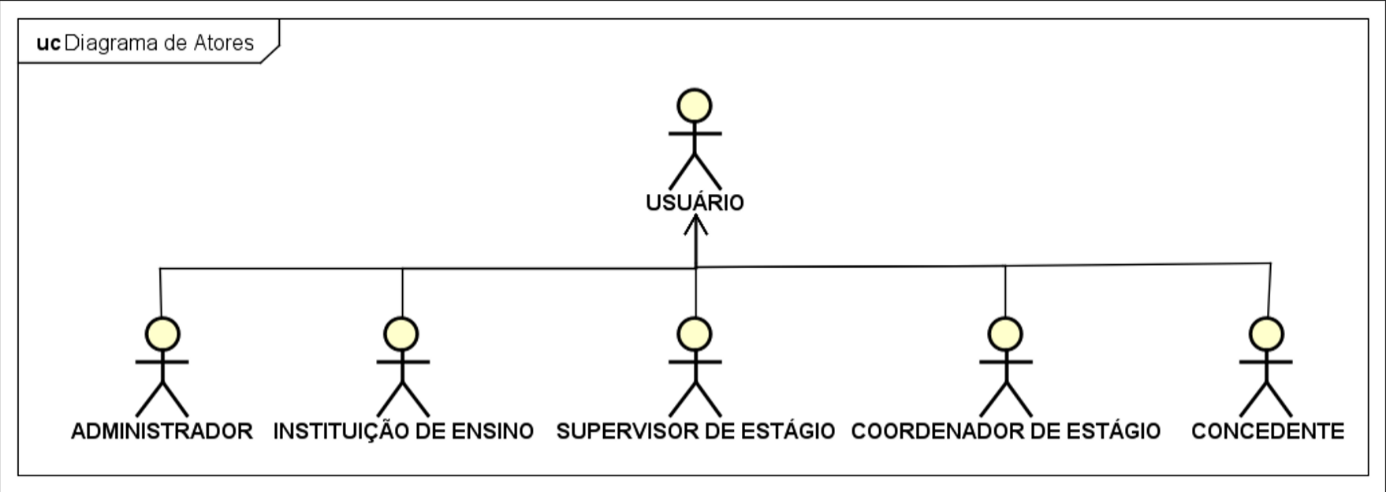 uc Diagrama de Atores
USUÁRIO
ADMINISTRADOR
INSTITUIÇÃO DE ENSINO
SUPERVISOR DE ESTÁGIO
COORDENADOR DE ESTÁGIO
CONCEDENTE